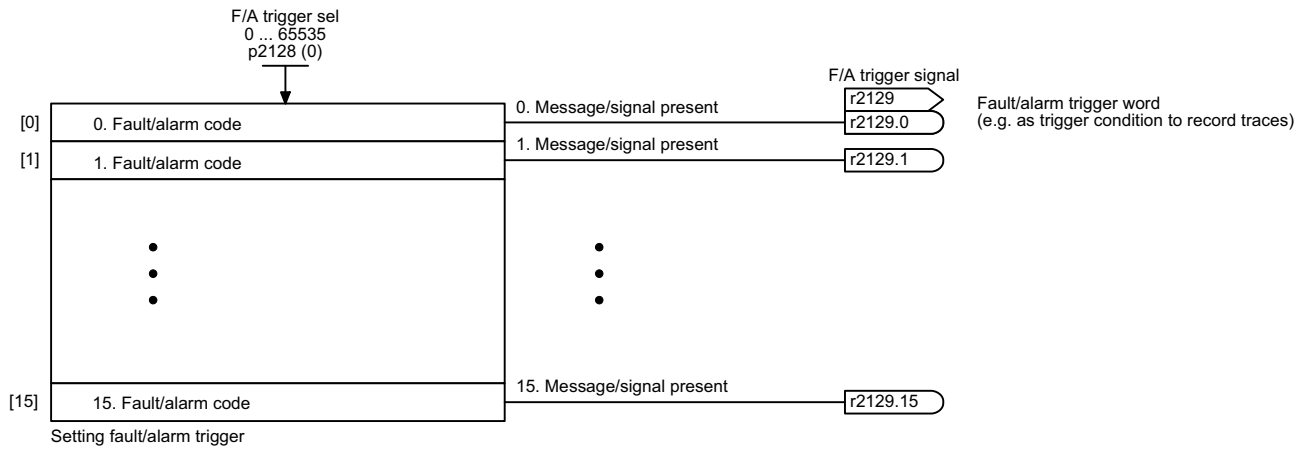 F/A trigger sel
0 ... 65535
p2128 (0)
F/A trigger signal
r2129
Fault/alarm trigger word
(e.g. as trigger condition to record traces)
[0]
0. Fault/alarm code
0. Message/signal present
r2129.0
[1]
1. Fault/alarm code
1. Message/signal present
r2129.1
[15]
15. Fault/alarm code
15. Message/signal present
r2129.15
Setting fault/alarm trigger